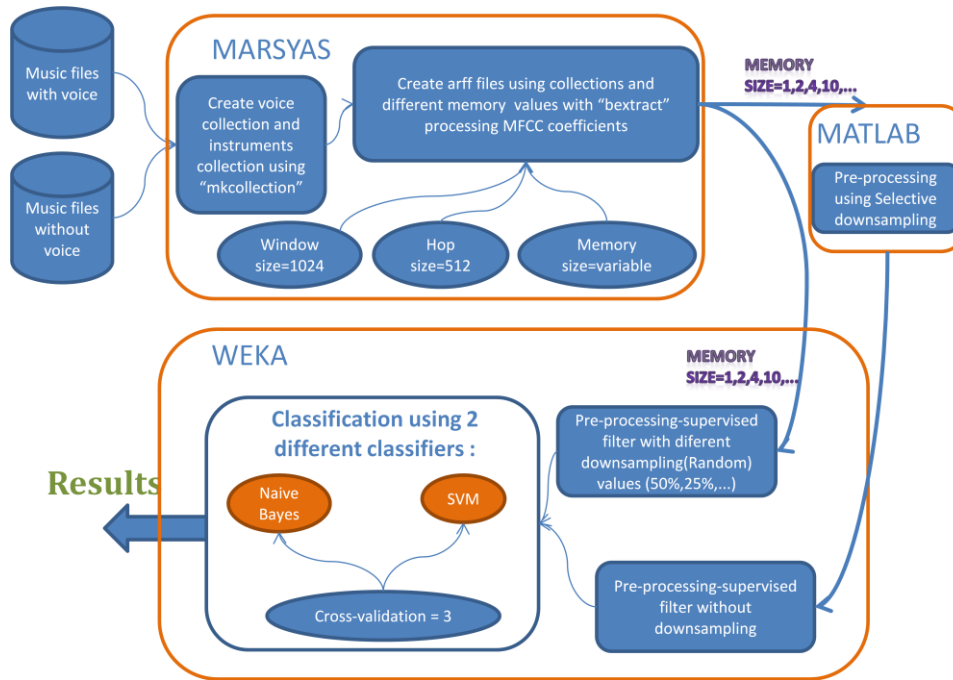 Music files
with voice
Music files
without
voice
MARSYAS
Create voice
collection and
instruments
collection using
“mkcollection”
Create arff files using collections and
different memory values with “bextract”
processing MFCC coefficients
Window
size=1024
Hop
size=512
Memory
size=variable
MEMORY
SIZE=1,2,4,10,...
MATLAB
Pre-processing
using Selective
downsampling
WEKA
MEMORY
SIZE=1,2,4,10,...
Classification using 2
different classifiers :
Naive
Bayes
SVM
Cross-validation = 3
Pre-processing-supervised
filter with diferent
downsampling(Random)
values (50%,25%,...)
Pre-processing-supervised
filter without
downsampling
Results